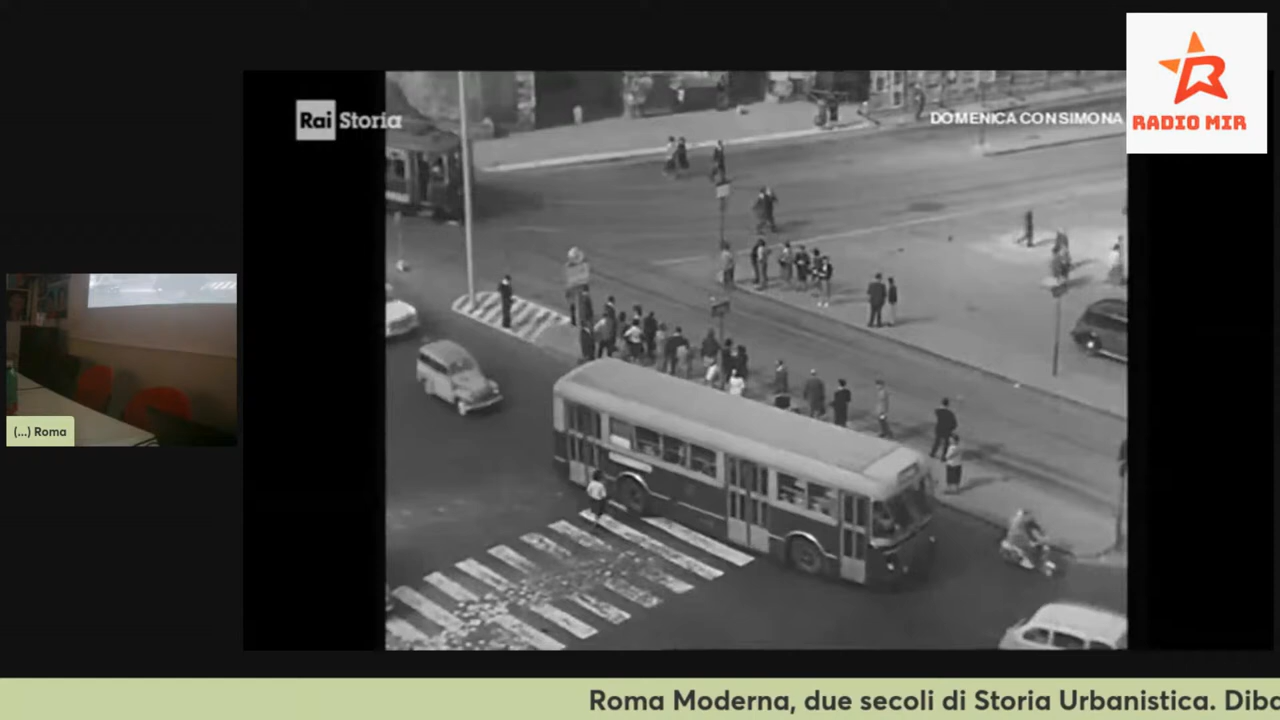 Rai Storia
DOMENICA CON SIMONA
RADIO MIR
(...) Roma
Roma Moderna, due secoli di Storia Urbanistica. Diba